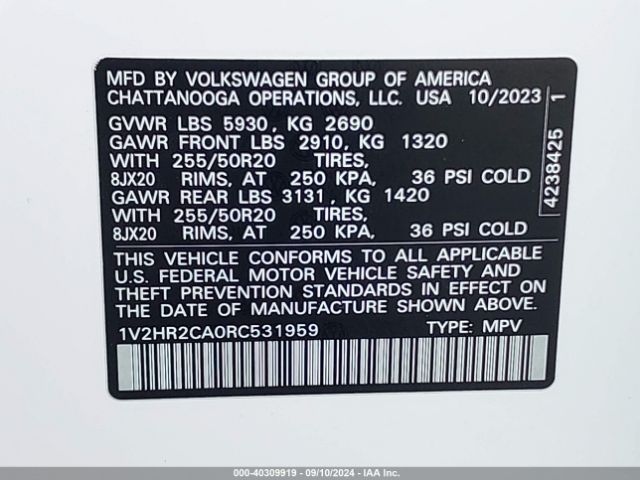 MFD BY VOLKSWAGEN GROUP OF AMERICA
CHATTANOOGA OPERATIONS, LLC. USA 10/2023
GVWR LBS 5930, KG 2690
GAWR FRONT LBS 2910, KG 1320
WITH 255/50R20 TIRES,
8JX20 RIMS, AT 250 KPA, 36 PSI COLD
GAWR REAR LBS 3131, KG 1420
WITH 255/50R20 TIRES,
8JX20 RIMS, AT 250 KPA, 36 PSI COLD
THIS VEHICLE CONFORMS TO ALL APPLICABLE
U.S. FEDERAL MOTOR VEHICLE SAFETY AND
THEFT PREVENTION STANDARDS IN EFFECT ON
THE DATE OF MANUFACTURE SHOWN ABOVE.
1V2HR2CA0RC531959 TYPE: MPV
4238425 1
000-40309919 - 09/10/2024 - IAA Inc.